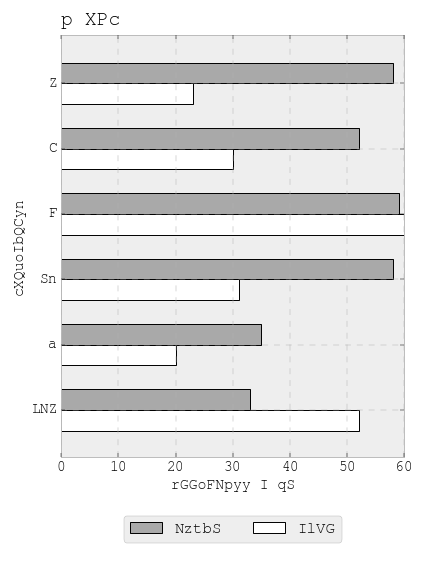 p XPc
cXQuoIbQCyn
Z
C
F
Sn
a
LNZ
0 10 20 30 40 50 60
rGGoFNpyy I qS
NztbS IlVG